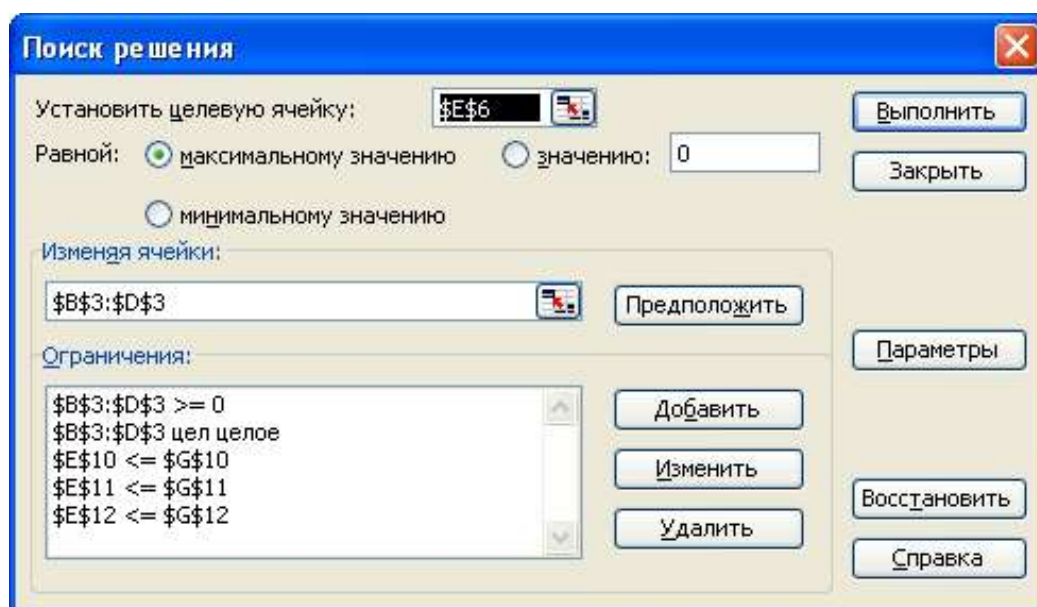 Поиск решения
Установить целевую ячейку: $E$6
Выполнить
Равной: максимальному значению значению: 0
Закрыть
минимальному значению
Изменяя ячейки:
$B$3:$D$3
Предположить
Ограничения:
Параметры
$B$3:$D$3 >= 0
$B$3:$D$3 цел целое
$E$10 <= $G$10
$E$11 <= $G$11
$E$12 <= $G$12
Добавить
Изменить
Удалить
Восстановить
Справка